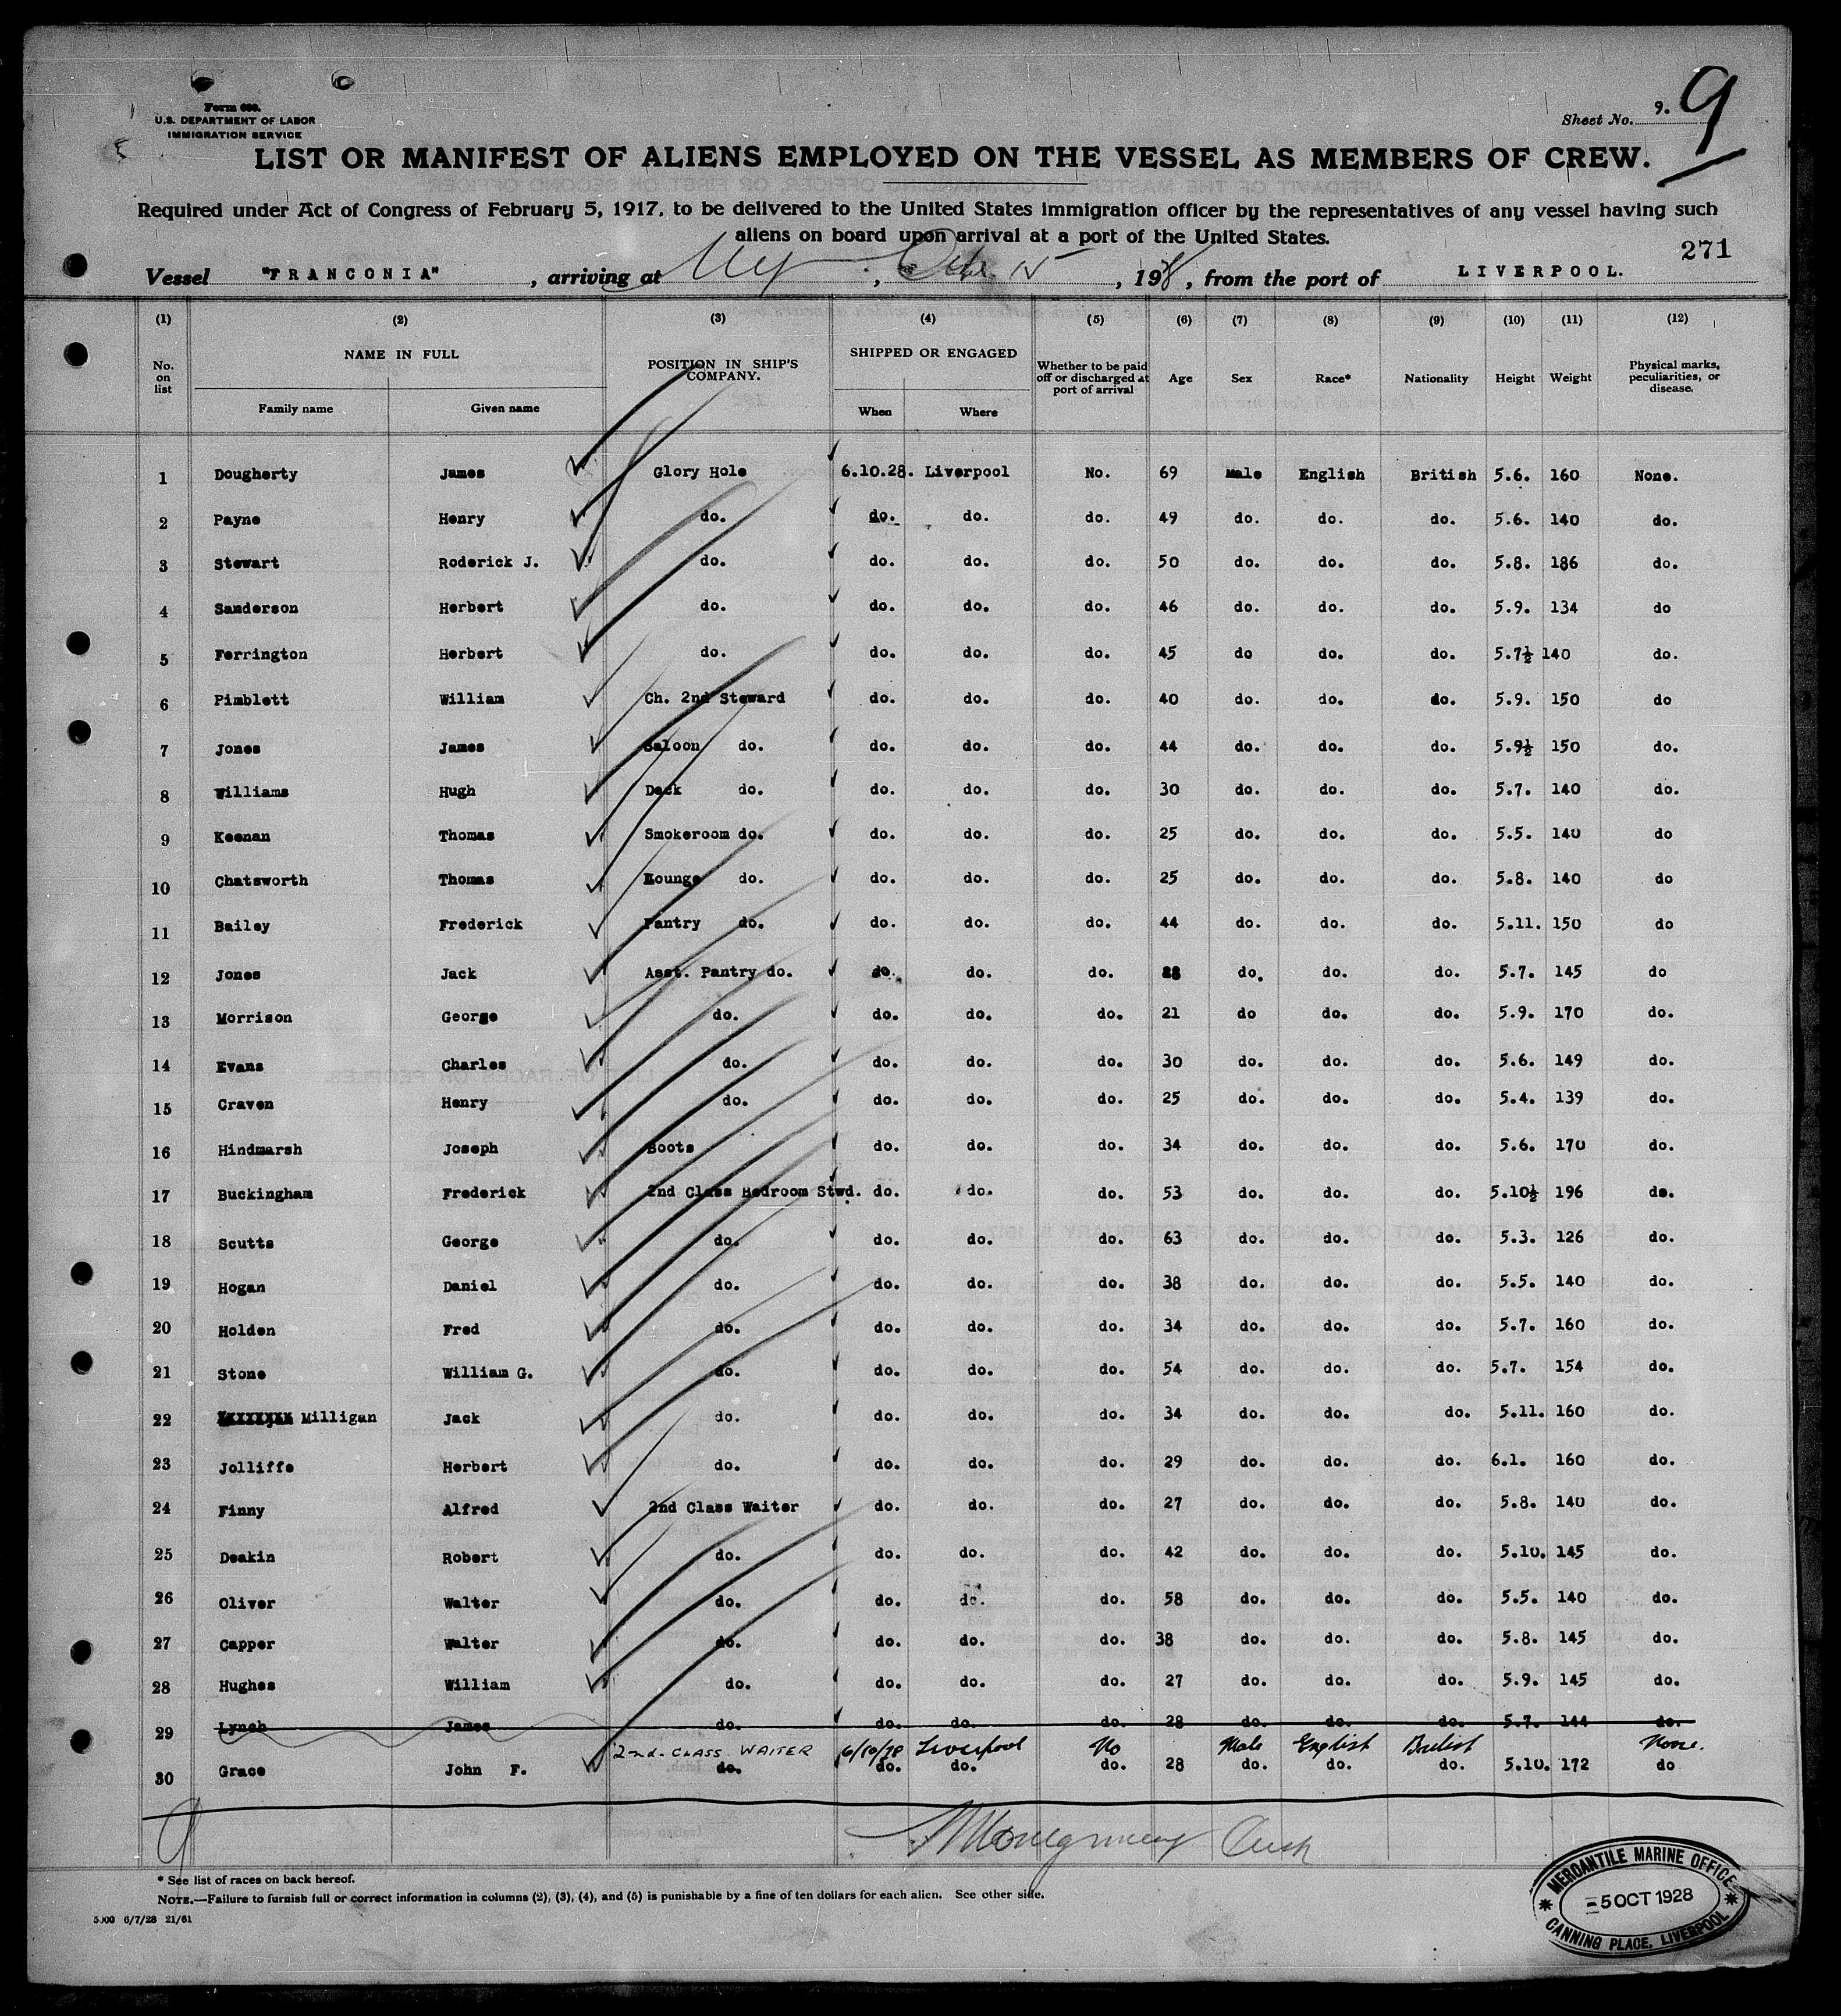 Form 680.
U.S. DEPARTMENT OF LABOR
IMMIGRATION SERVICE
Sheet No. 9. 9
LIST OR MANIFEST OF ALIENS EMPLOYED ON THE VESSEL AS MEMBERS OF CREW.
Required under Act of Congress of February 5, 1917, to be delivered to the United States immigration officer by the representatives of any vessel having such
aliens on board upon arrival at a port of the United States.
271
Vessel "FRANCONIA", arriving at NY, Oct. 15, 1928, from the port of LIVERPOOL.
(1) (2) (3) (4) (5) (6) (7) (8) (9) (10) (11) (12)
No. on list NAME IN FULL Family name Given name POSITION IN SHIP'S COMPANY. SHIPPED OR ENGAGED When Where Whether to be paid off or discharged at port of arrival Age Sex Race* Nationality Height Weight Physical marks, peculiarities, or disease.
1 Dougherty James Glory Hole 6.10.28. Liverpool No. 69 Male English British 5.6. 160 None.
2 Payne Henry do. do. do. do. 49 do. do. do. 5.6. 140 do.
3 Stewart Roderick J. do. do. do. do. 50 do. do. do. 5.8. 186 do.
4 Sanderson Herbert do. do. do. do. 46 do. do. do. 5.9. 134 do
5 Ferrington Herbert do. do. do. do. 45 do do. do. 5.7½ 140 do.
6 Pimblett William Ch. 2nd Steward do. do. do. 40 do. do. do. 5.9. 150 do
7 Jones James Saloon do. do. do. do. 44 do. do. do. 5.9½ 150 do.
8 Williams Hugh Deck do. do. do. do. 30 do. do. do. 5.7. 140 do.
9 Keenan Thomas Smokeroom do. do. do. do. 25 do. do. do. 5.5. 140 do
10 Chatsworth Thomas Lounge do. do. do. do. 25 do. do. do. 5.8. 140 do
11 Bailey Frederick Pantry do. do. do. do. 44 do. do. do. 5.11. 150 do
12 Jones Jack Asst. Pantry do. do. do. do. 28 do. do. do. 5.7. 145 do
13 Morrison George do. do. do. do. 21 do do. do. 5.9. 170 do.
14 Evans Charles do. do. do. do. 30 do. do. do. 5.6. 149 do.
15 Craven Henry do. do. do. do. 25 do. do. do. 5.4. 139 do.
16 Hindmarsh Joseph Boots do. do. do. 34 do. do. do. 5.6. 170 do.
17 Buckingham Frederick 2nd Class Bedroom Stwd. do. do. do. 53 do. do. do. 5.10½ 196 do.
18 Scutts George do. do. do. do. 63 do. do. do. 5.3. 126 do.
19 Hogan Daniel do. do. do. do. 38 do. do. do. 5.5. 140 do.
20 Holden Fred do. do. do. do. 34 do. do. do. 5.7. 160 do.
21 Stone William G. do. do. do. do. 54 do. do. do. 5.7. 154 do.
22 Milligan Jack do. do. do. do. 34 do. do. do. 5.11. 160 do.
23 Jolliffe Herbert do. do. do. do. 29 do. do. do. 6.1. 160 do.
24 Finny Alfred 2nd Class Waiter do. do. do. 27 do. do. do. 5.8. 140 do.
25 Deakin Robert do. do. do. do. 42 do. do. do. 5.10. 145 do.
26 Oliver Walter do. do. do. do. 58 do. do. do. 5.5. 140 do.
27 Capper Walter do. do. do. do. 38 do. do. do. 5.8. 145 do.
28 Hughes William do. do. do. do. 27 do. do. do. 5.9. 145 do.
29 Lynch James do. do. do. do. 28 do. do. do. 5.7. 144 do.
2nd. CLASS WAITER 6/10/28 Liverpool No Male English British None.
30 Grace John F. do. do. do. do. 28 do. do. do. 5.10. 172 do
9 Montgomery
* See list of races on back hereof.
NOTE.—Failure to furnish full or correct information in columns (2), (3), (4), and (5) is punishable by a fine of ten dollars for each alien. See other side.
5000 6/7/28 21/61
MERCANTILE MARINE OFFICE
-5 OCT 1928
CANNING PLACE, LIVERPOOL